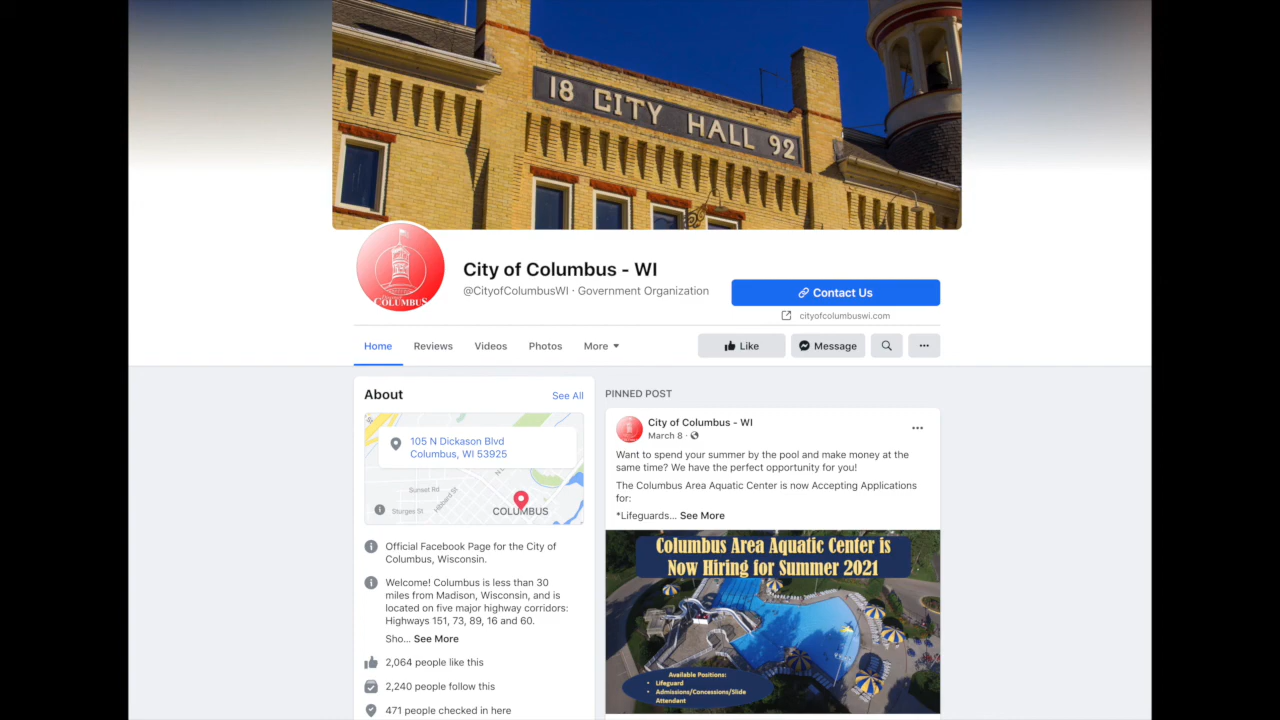 18 CITY HALL 92
COLUMBUS
City of Columbus - WI
@CityofColumbusWI · Government Organization
Contact Us
cityofcolumbuswi.com
Home
Reviews
Videos
Photos
More
Like
Message
About
See All
105 N Dickason Blvd
Columbus, WI 53925
Sunset Rd
Hibbard St
Sturges St
COLUMBUS
Official Facebook Page for the City of
Columbus, Wisconsin.
Welcome! Columbus is less than 30
miles from Madison, Wisconsin, and is
located on five major highway corridors:
Highways 151, 73, 89, 16 and 60.
Sho... See More
2,064 people like this
2,240 people follow this
471 people checked in here
PINNED POST
City of Columbus - WI
March 8 ·
Want to spend your summer by the pool and make money at the
same time? We have the perfect opportunity for you!
The Columbus Area Aquatic Center is now Accepting Applications
for:
*Lifeguards... See More
Columbus Area Aquatic Center is
Now Hiring for Summer 2021
Available Positions:
• Lifeguard
• Admissions/Concessions/Slide
Attendant